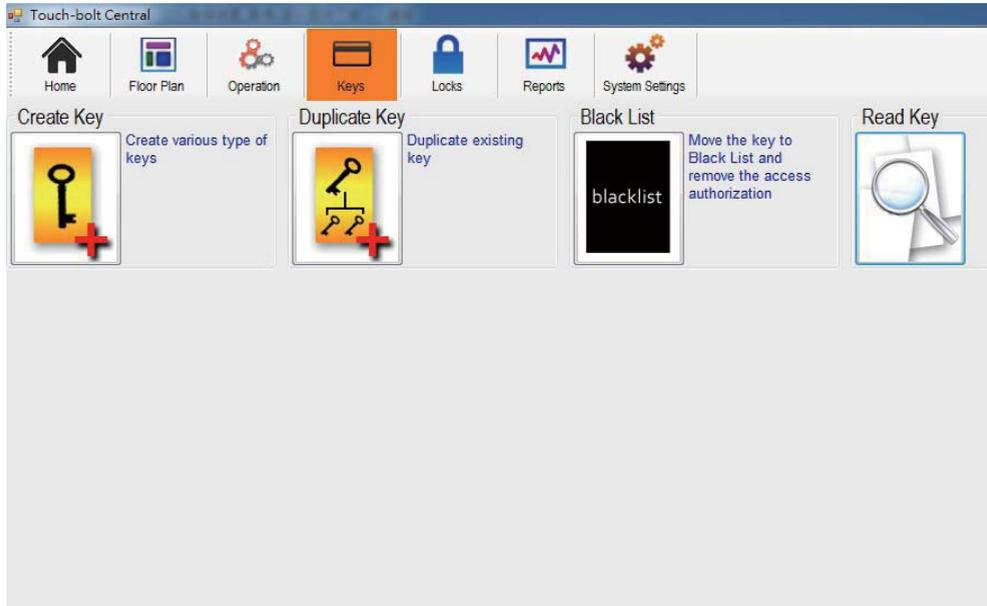 Touch-bolt Central
Home
Floor Plan
Operation
Keys
Locks
Reports
System Settings
Create Key
Create various type of
keys
Duplicate Key
Duplicate existing
key
Black List
blacklist
Move the key to
Black List and
remove the access
authorization
Read Key